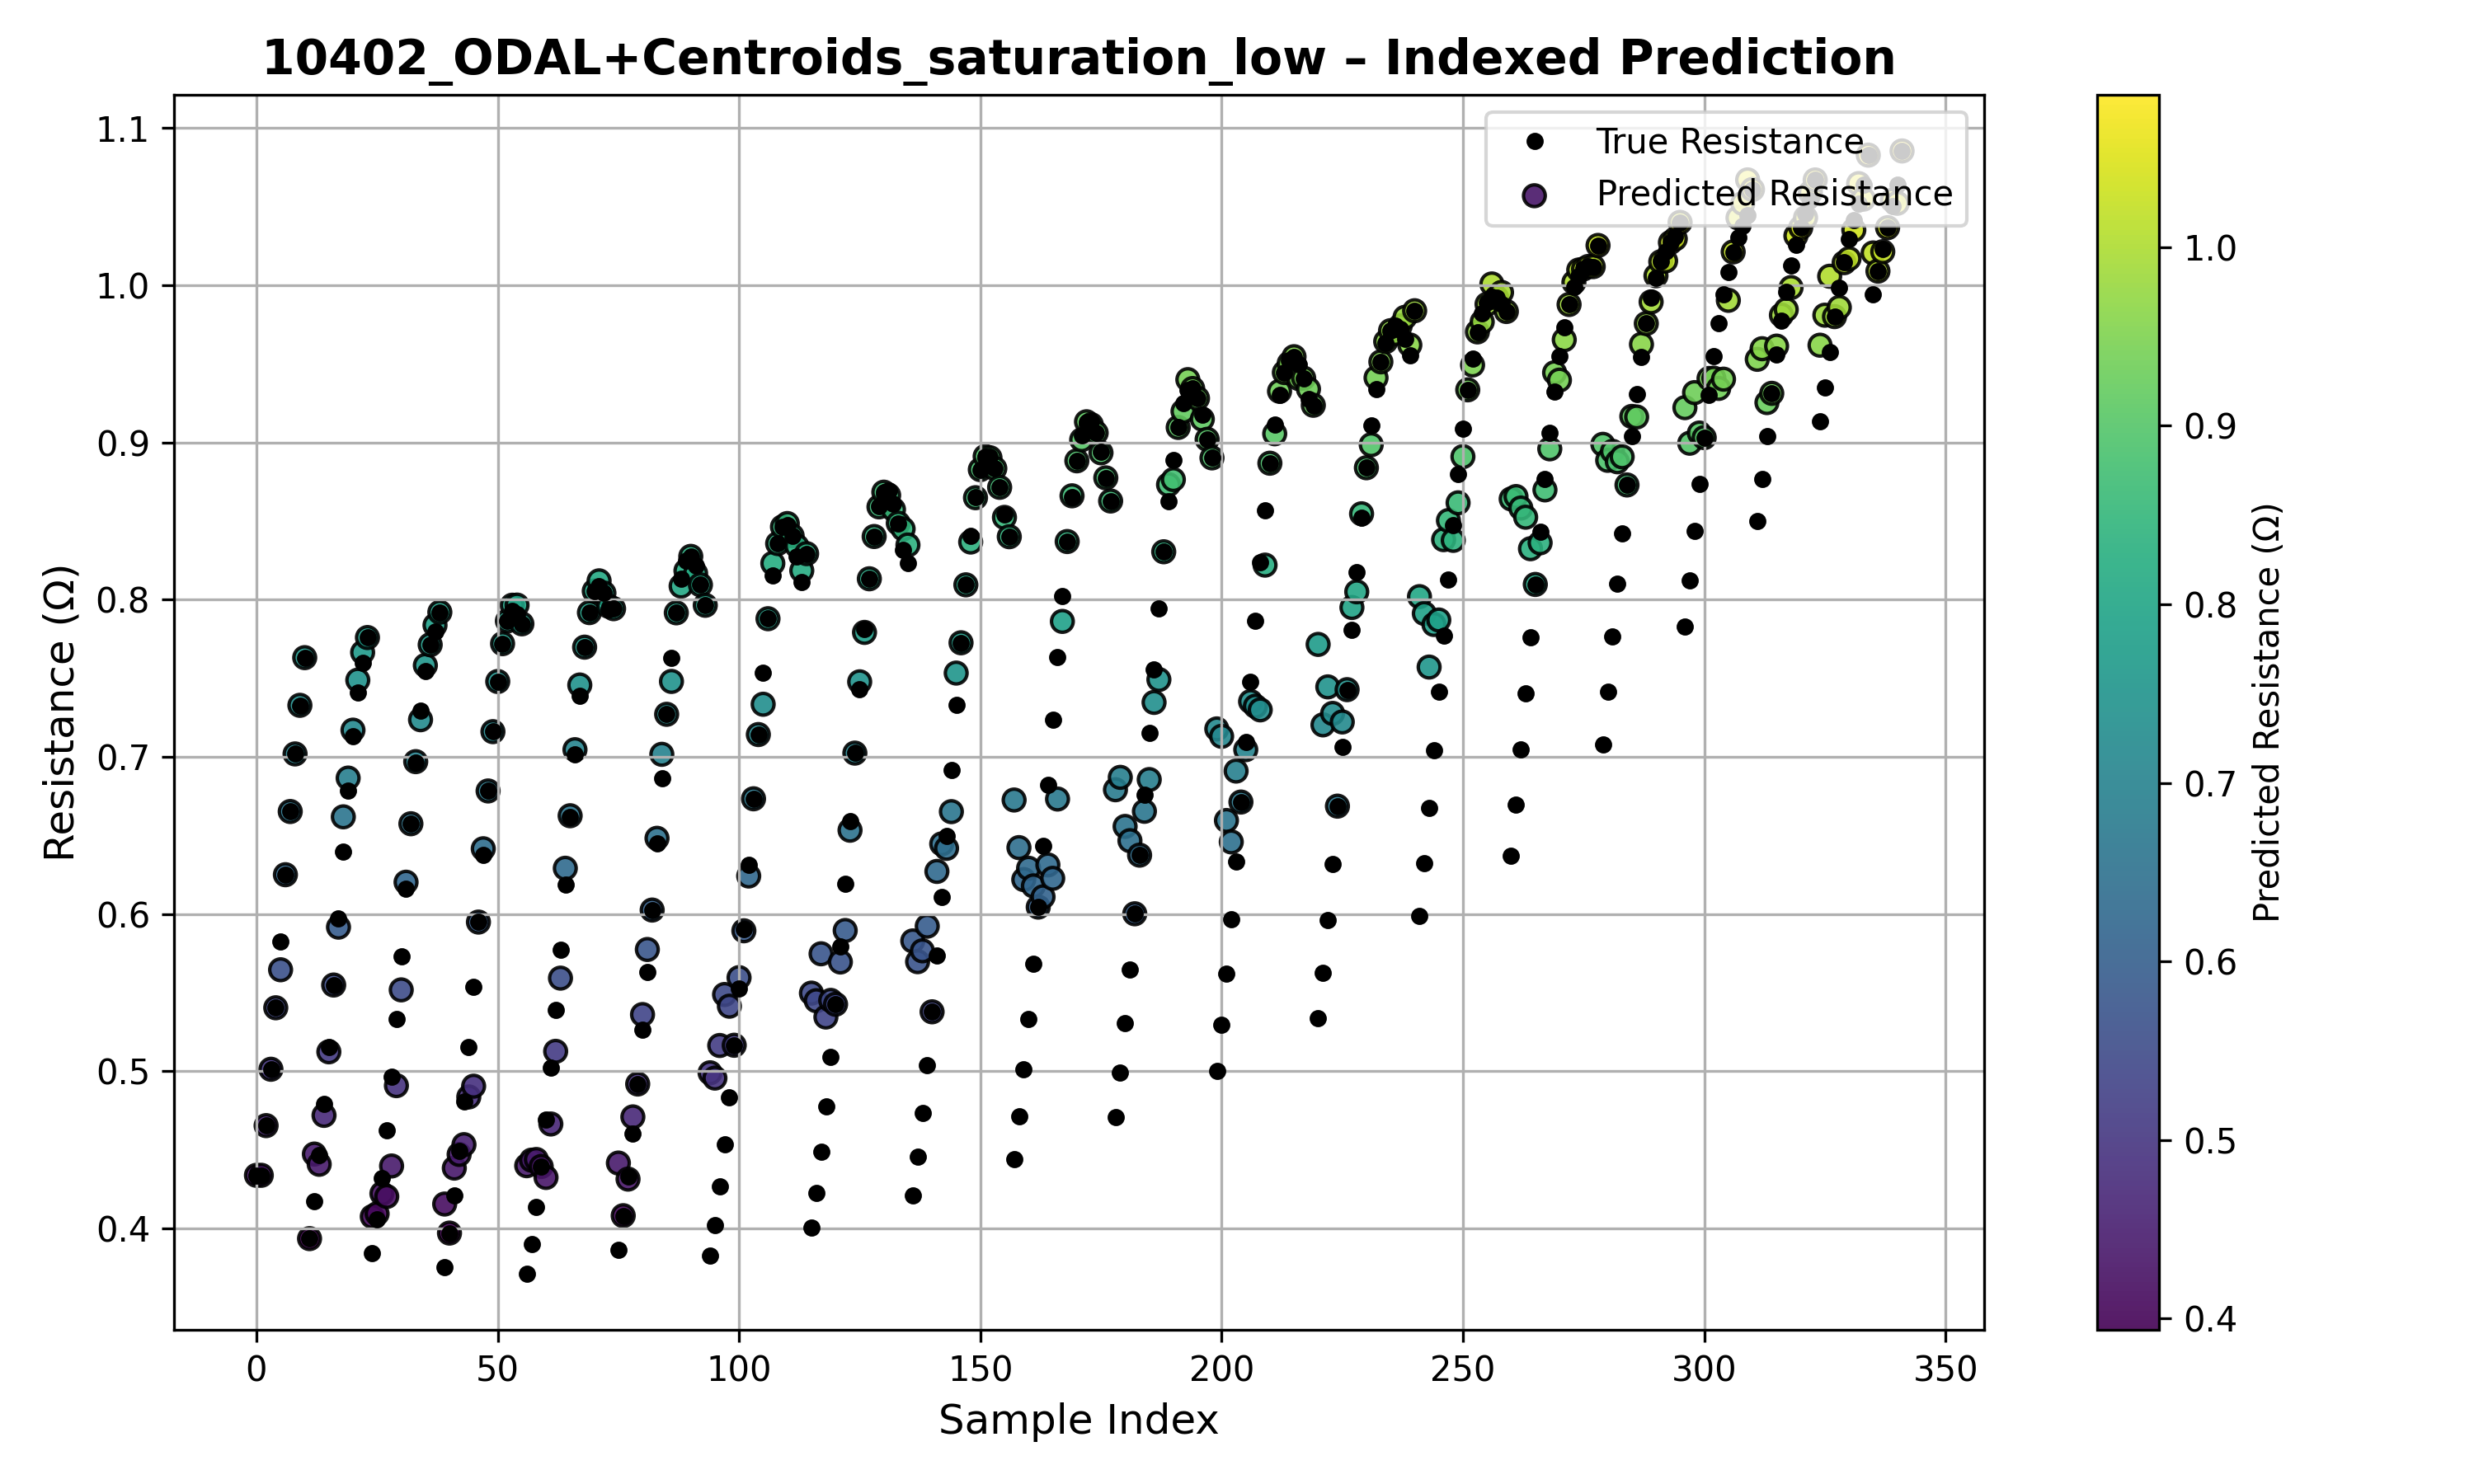 10402_ODAL+Centroids_saturation_low – Indexed Prediction
True Resistance
Predicted Resistance
Resistance (Ω)
1.1
1.0
0.9
0.8
0.7
0.6
0.5
0.4
0 50 100 150 200 250 300 350
Sample Index
1.0
0.9
0.8
0.7
0.6
0.5
0.4
Predicted Resistance (Ω)